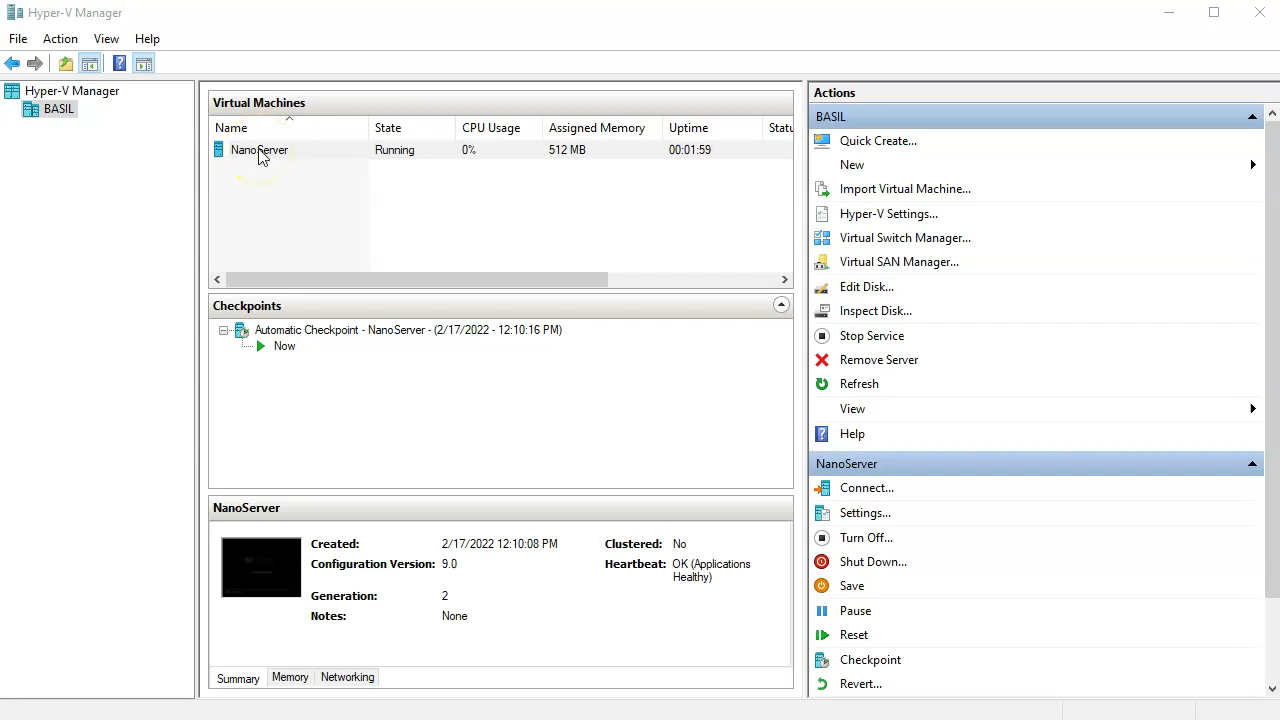 Hyper-V Manager
File Action View Help
Hyper-V Manager
BASIL
Virtual Machines
Name State CPU Usage Assigned Memory Uptime Statu
NanoServer Running 0% 512 MB 00:01:59
Checkpoints
Automatic Checkpoint - NanoServer - (2/17/2022 - 12:10:16 PM)
Now
NanoServer
Created: 2/17/2022 12:10:08 PM Clustered: No
Configuration Version: 9.0 Heartbeat: OK (Applications
Healthy)
Generation: 2
Notes: None
Summary Memory Networking
Actions
BASIL
Quick Create...
New
Import Virtual Machine...
Hyper-V Settings...
Virtual Switch Manager...
Virtual SAN Manager...
Edit Disk...
Inspect Disk...
Stop Service
Remove Server
Refresh
View
Help
NanoServer
Connect...
Settings...
Turn Off...
Shut Down...
Save
Pause
Reset
Checkpoint
Revert...